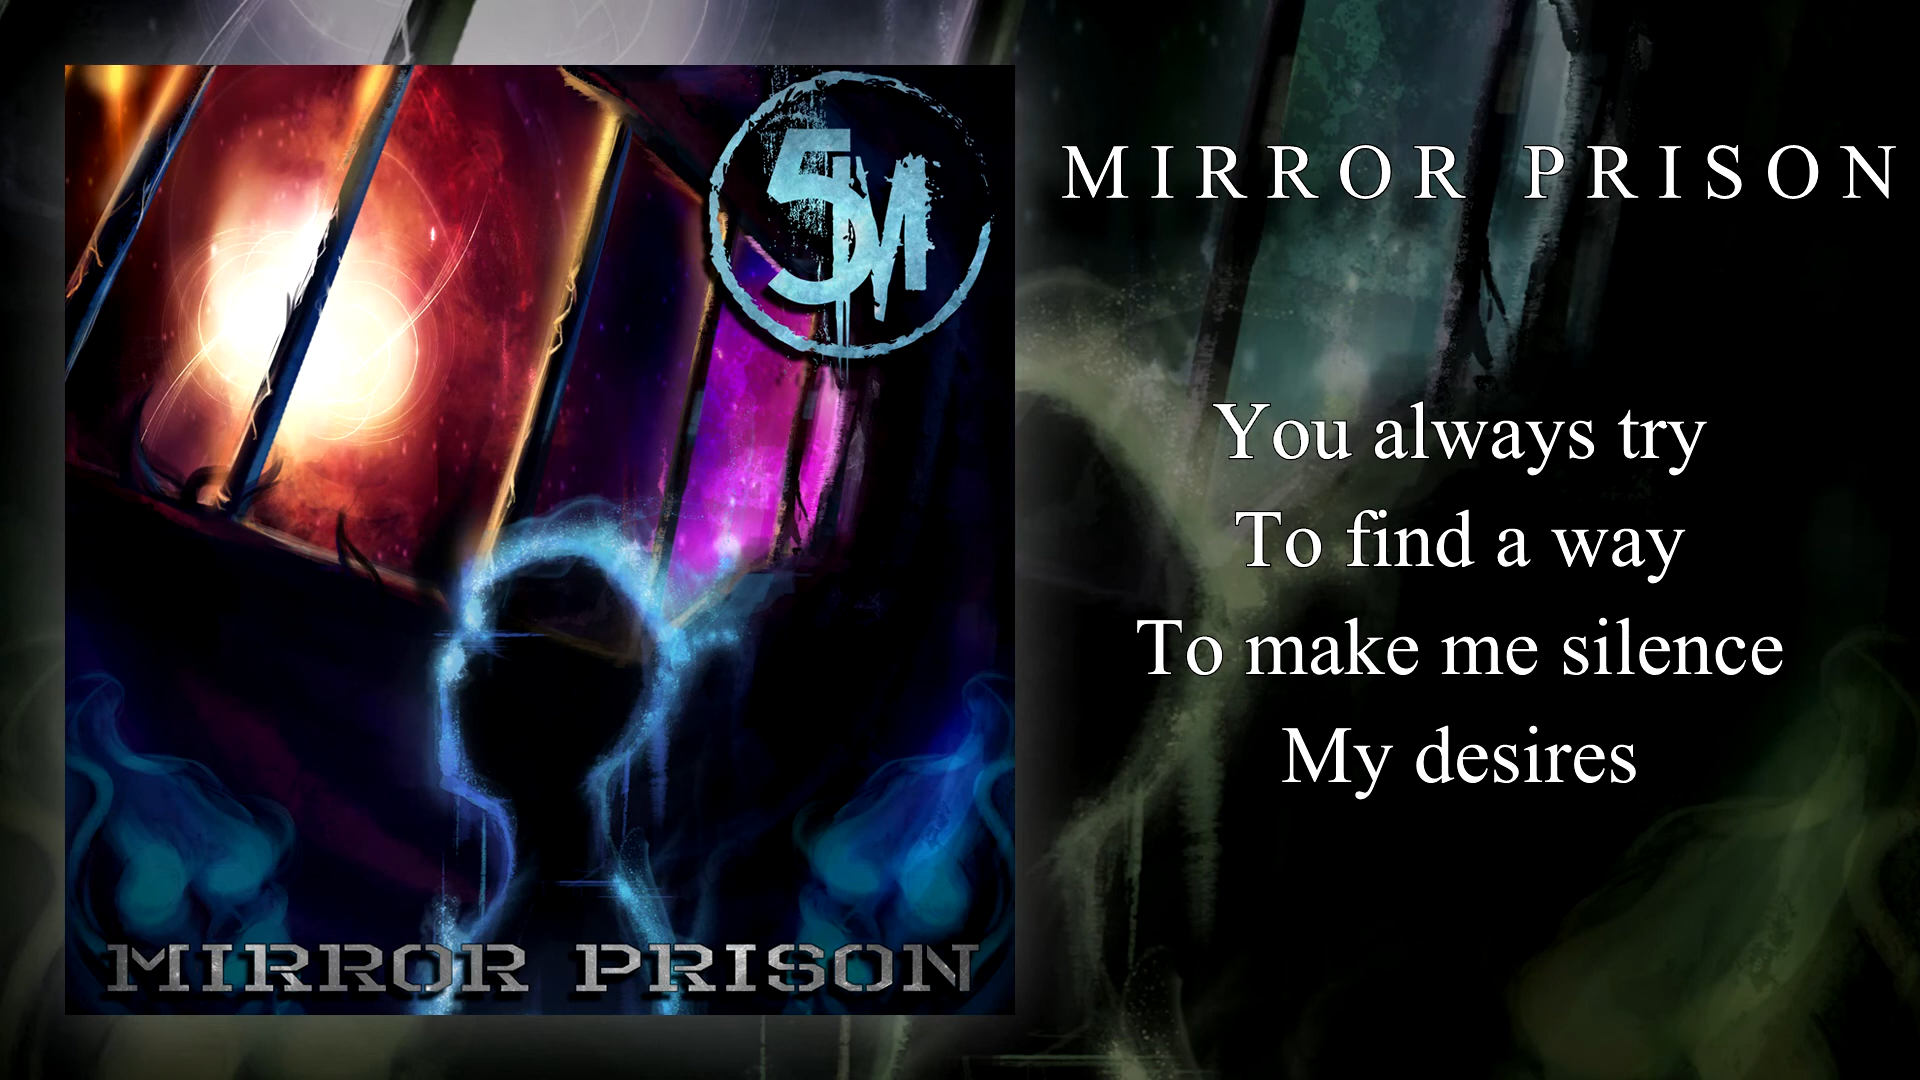 5M
MIRROR PRISON
MIRROR PRISON
You always try
To find a way
To make me silence
My desires